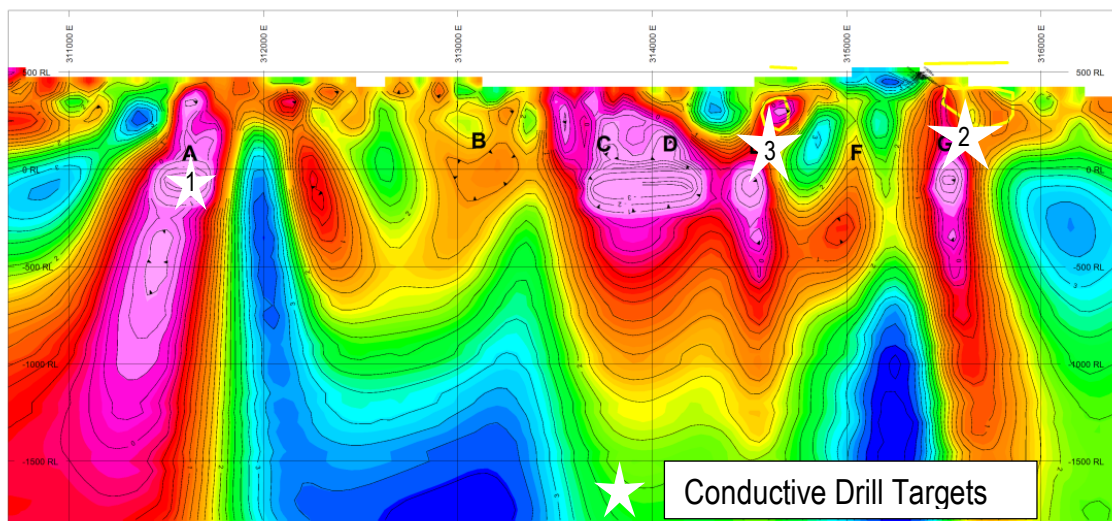 311000 E
312000 E
313000 E
314000 E
315000 E
316000 E
500 RL
500 RL
A
B
C
D
F
G
1
2
3
0 RL
0 RL
-500 RL
-500 RL
-1000 RL
-1000 RL
-1500 RL
-1500 RL
Conductive Drill Targets